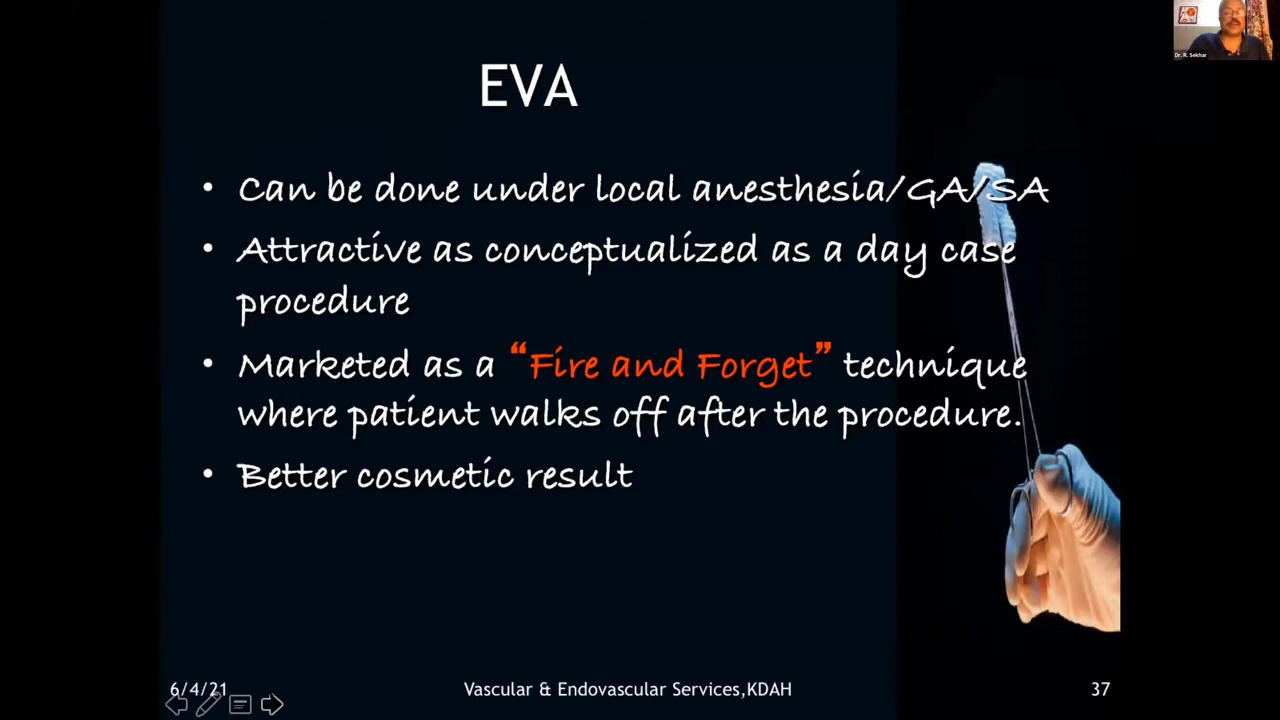 Dr. R. Sekhar
EVA
• Can be done under local anesthesia/GA/SA
• Attractive as conceptualized as a day case
procedure
• Marketed as a “Fire and Forget” technique
where patient walks off after the procedure.
• Better cosmetic result
6/4/21
Vascular & Endovascular Services,KDAH
37